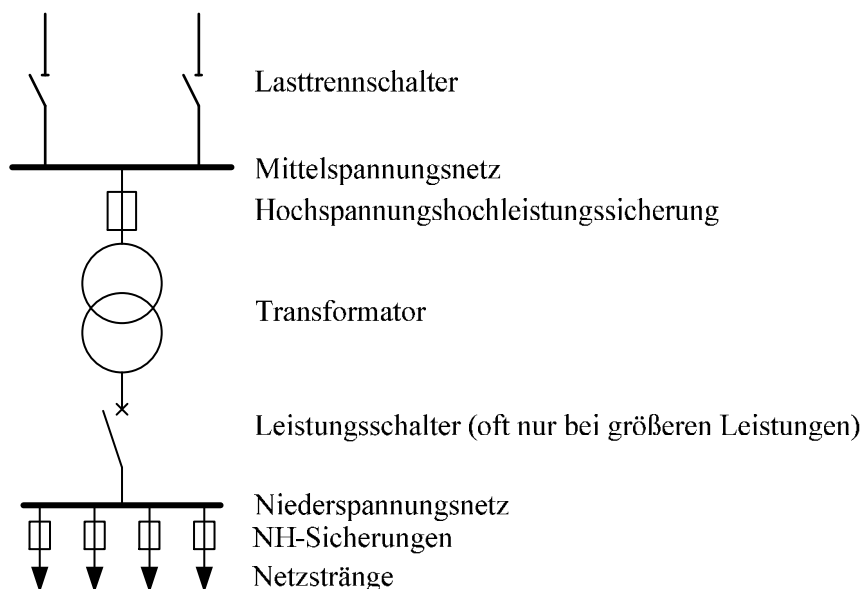 Lasttrennschalter
Mittelspannungsnetz
Hochspannungshochleistungssicherung
Transformator
Leistungsschalter (oft nur bei größeren Leistungen)
Niederspannungsnetz
NH-Sicherungen
Netzstränge